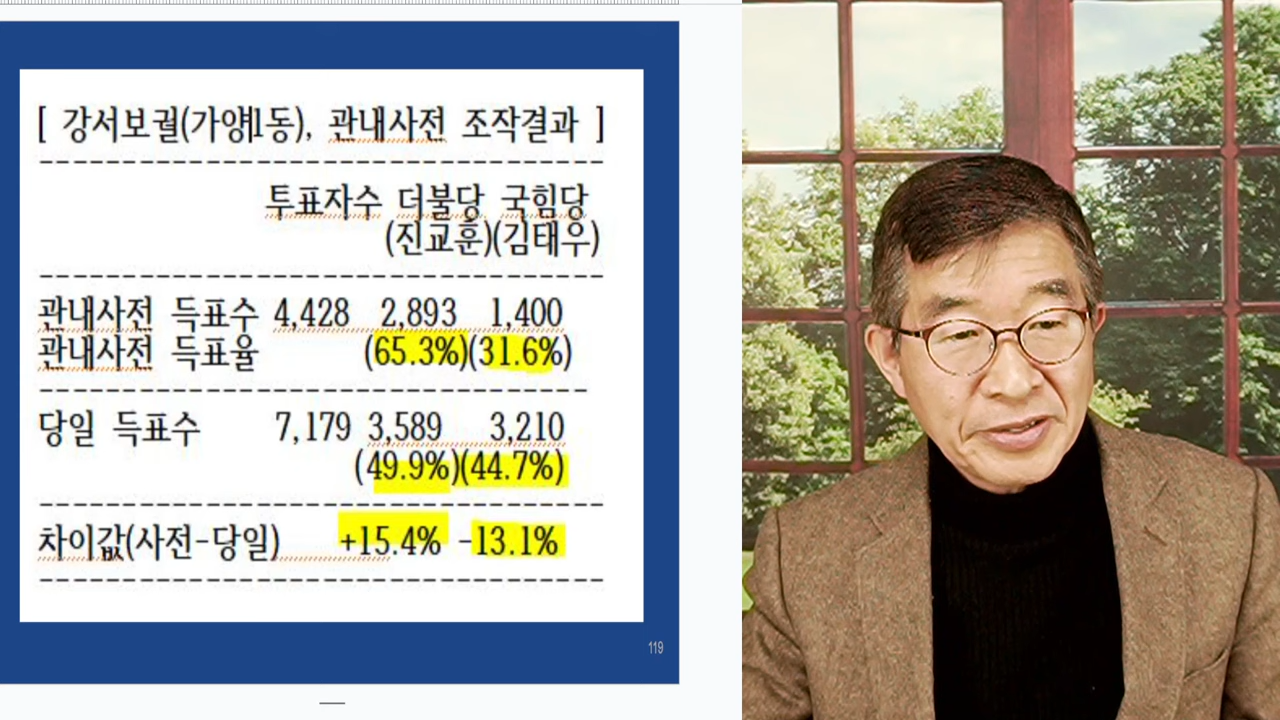 [ 강서보궐(가양1동), 관내사전 조작결과 ]
투표자수 더불당 국힘당
(진교훈)(김태우)
관내사전 득표수 4,428 2,893 1,400
관내사전 득표율 (65.3%)(31.6%)
당일 득표수 7,179 3,589 3,210
(49.9%)(44.7%)
차이값(사전-당일) +15.4% -13.1%
119